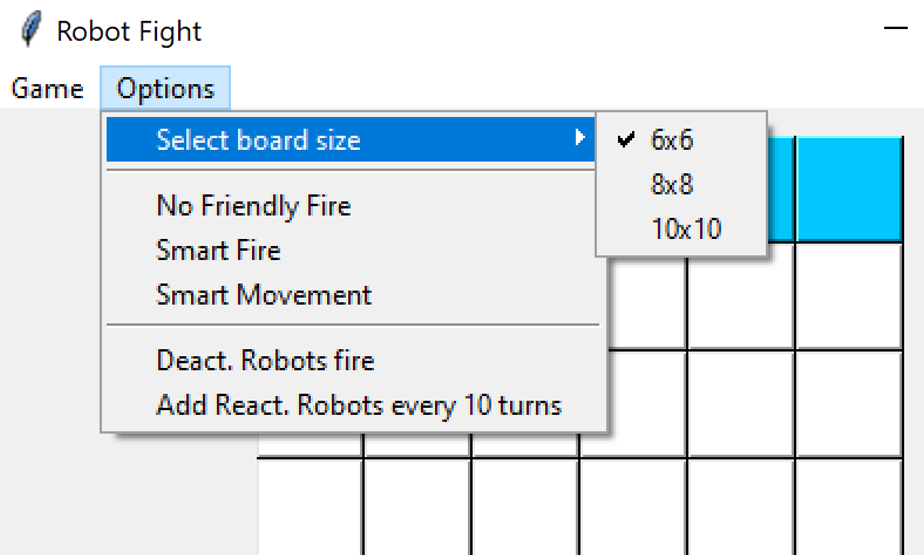 Robot Fight
Game Options
Select board size
6x6
8x8
10x10
No Friendly Fire
Smart Fire
Smart Movement
Deact. Robots fire
Add React. Robots every 10 turns